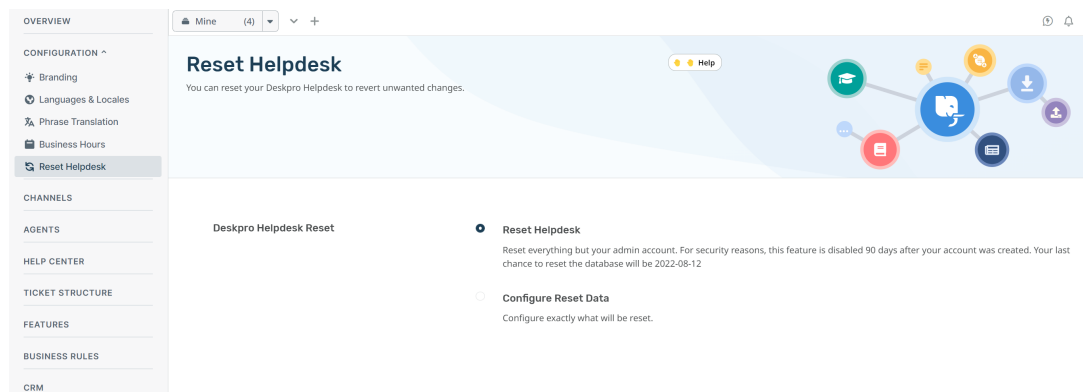 OVERVIEW
CONFIGURATION
Branding
Languages & Locales
Phrase Translation
Business Hours
Reset Helpdesk
CHANNELS
AGENTS
HELP CENTER
TICKET STRUCTURE
FEATURES
BUSINESS RULES
CRM
Mine (4)
Reset Helpdesk
You can reset your Deskpro Helpdesk to revert unwanted changes.
Help
Deskpro Helpdesk Reset
Reset Helpdesk
Reset everything but your admin account. For security reasons, this feature is disabled 90 days after your account was created. Your last
chance to reset the database will be 2022-08-12
Configure Reset Data
Configure exactly what will be reset.